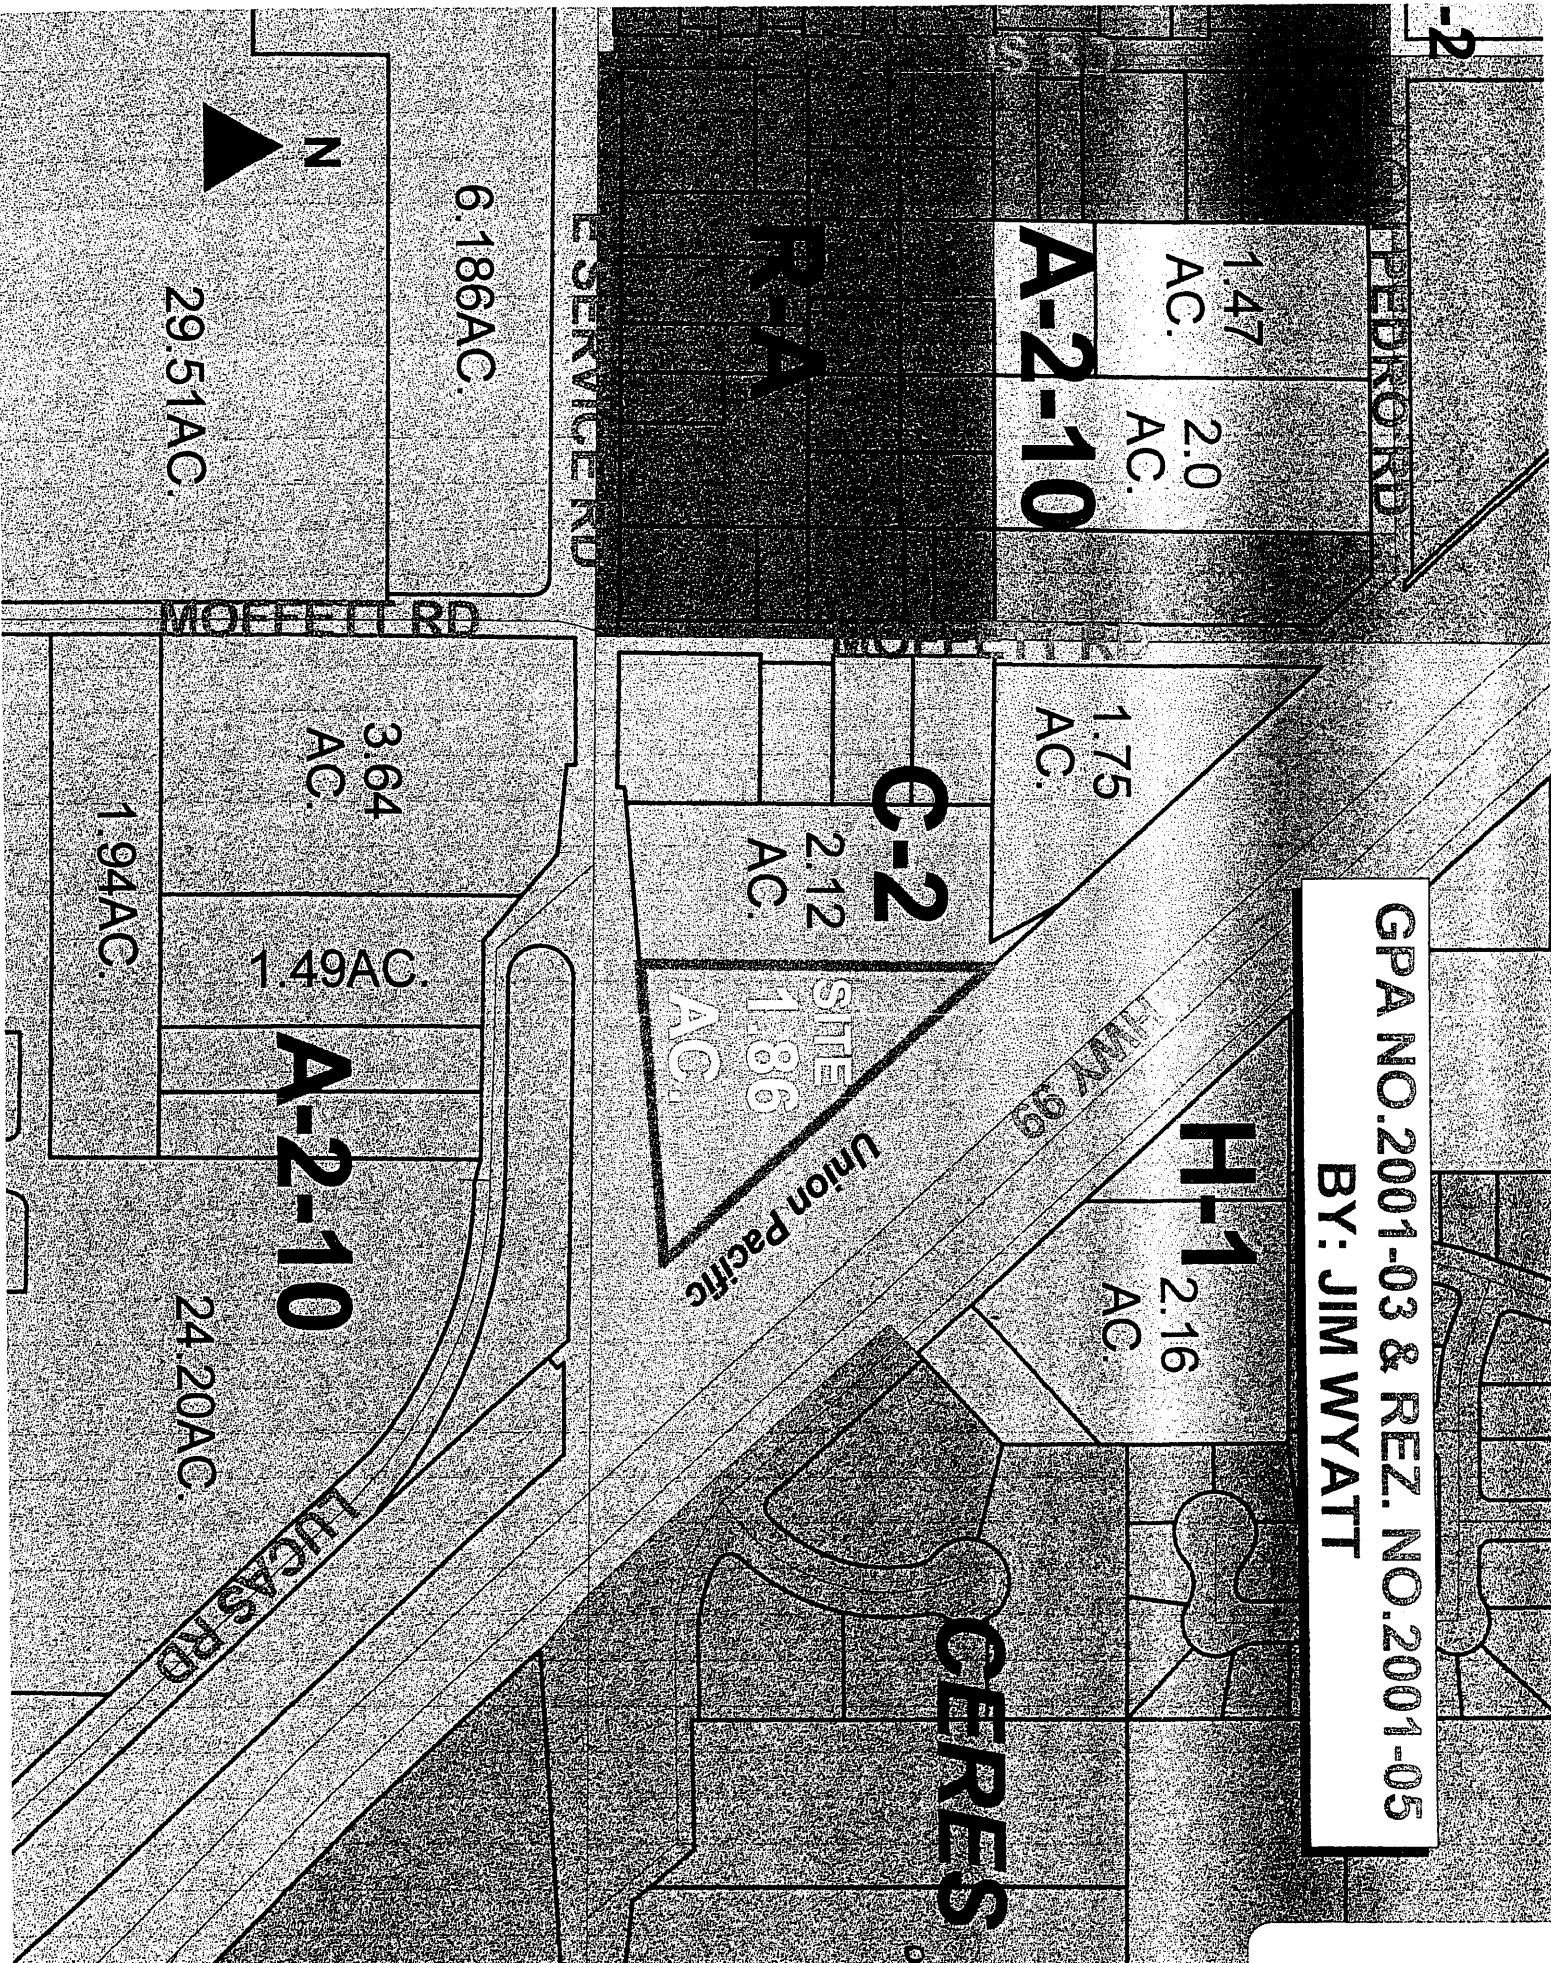 GPA NO.2001-03 & REZ. NO.2001-05
BY: JIM WYATT
-2
S RD
PEDRO RD
1.47
AC.
2.0
AC.
A-2-10
R-A
E SERVICE RD
N
6.186AC.
29.51AC.
MOFFETT RD
MOFFETT RD
1.75
AC.
C-2
2.12
AC.
SITE
1.86
AC.
HWY 99
Union Pacific
H-1
2.16
AC.
CERES
3.64
AC.
1.94AC.
1.49AC.
A-2-10
24.20AC.
LUCAS RD